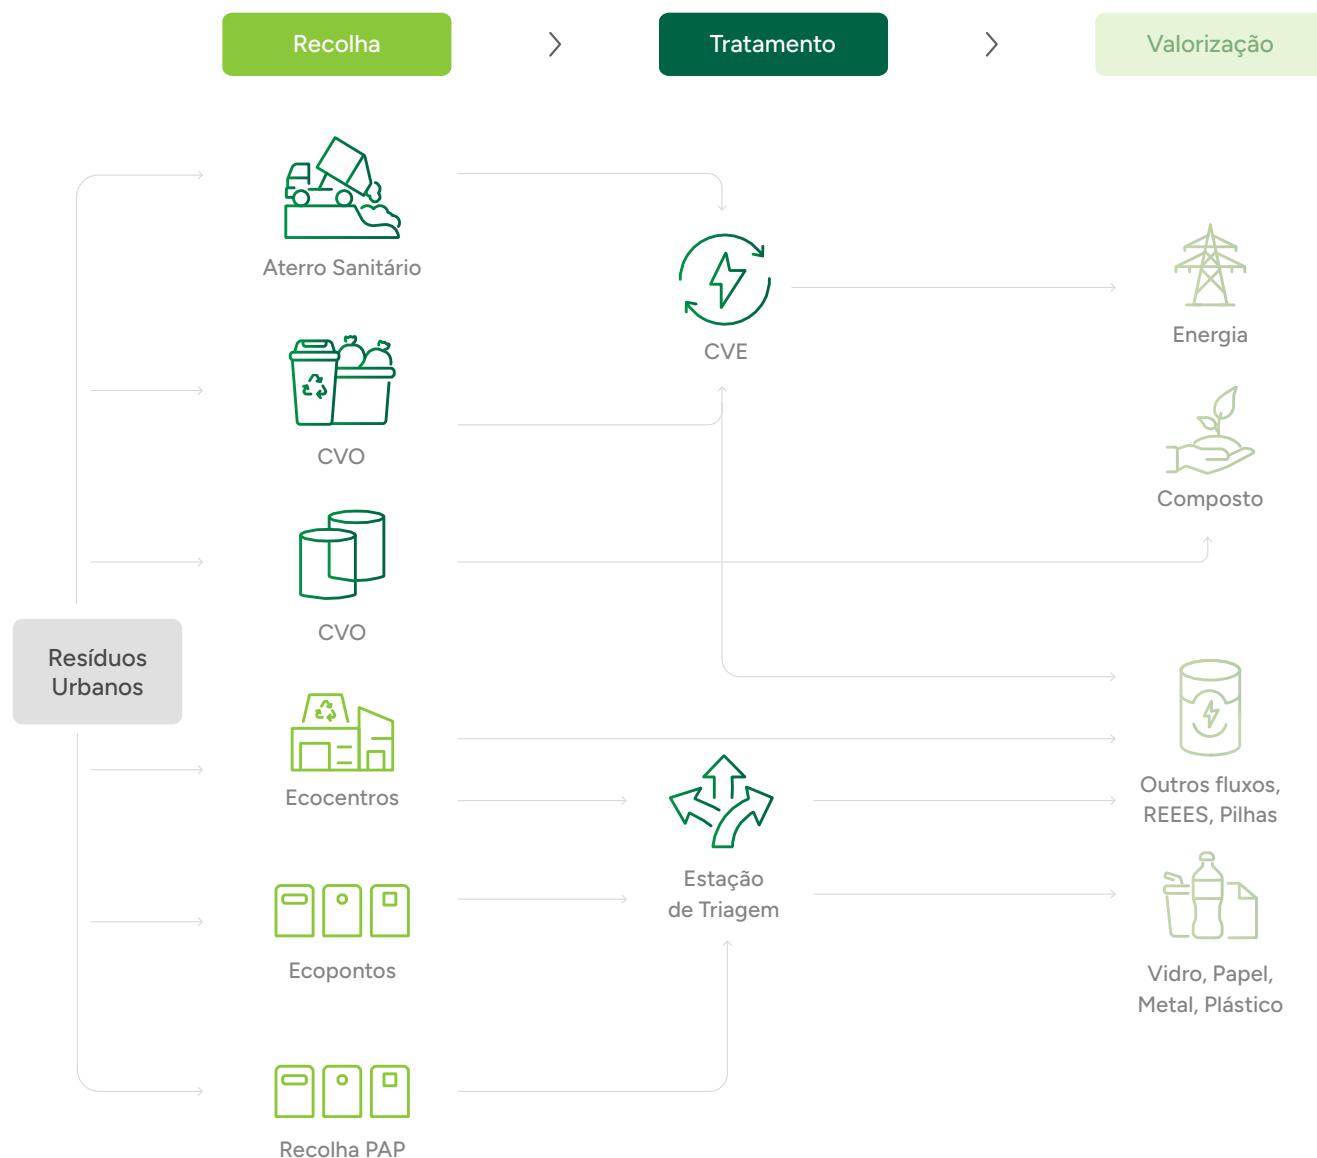 Recolha
Tratamento
Valorização
Aterro Sanitário
CVE
Energia
CVO
Composto
CVO
Resíduos
Urbanos
Ecocentros
Outros fluxos,
REEES, Pilhas
Estação
de Triagem
Ecopontos
Vidro, Papel,
Metal, Plástico
Recolha PAP